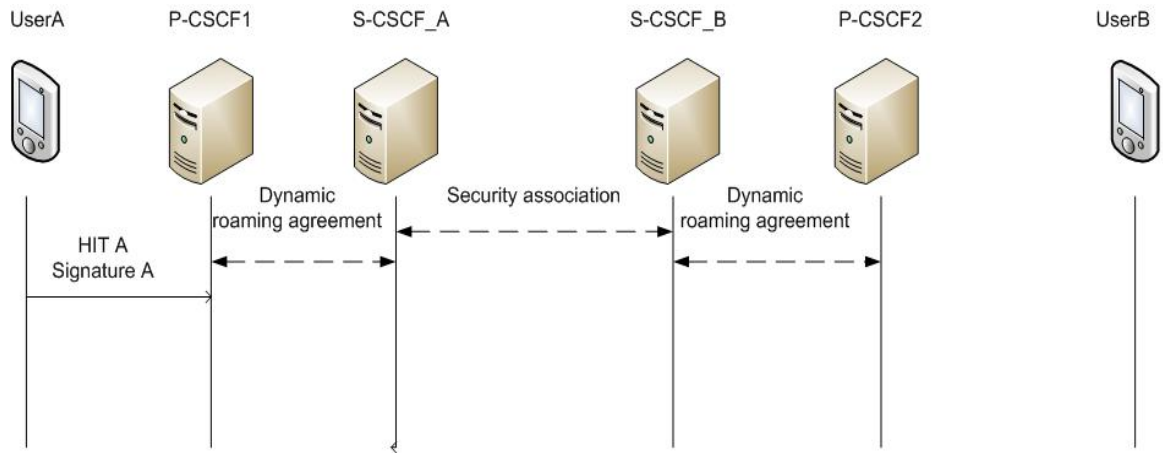 UserA
P-CSCF1
S-CSCF_A
S-CSCF_B
P-CSCF2
UserB
Dynamic
roaming agreement
Security association
Dynamic
roaming agreement
HIT A
Signature A